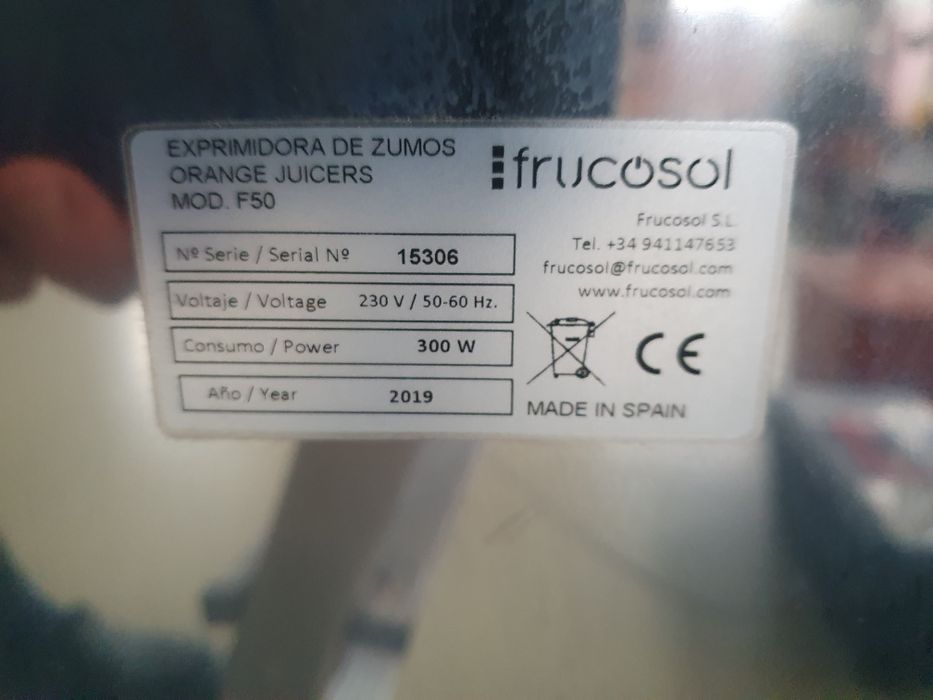 EXPRIMIDORA DE ZUMOS
ORANGE JUICERS
MOD. F50
frucosol
Frucosol S.L.
Tel. +34 941147653
frucosol@frucosol.com
www.frucosol.com
Nº Serie / Serial Nº 15306
Voltaje / Voltage 230 V / 50-60 Hz.
Consumo / Power 300 W
Año / Year 2019
CE
MADE IN SPAIN